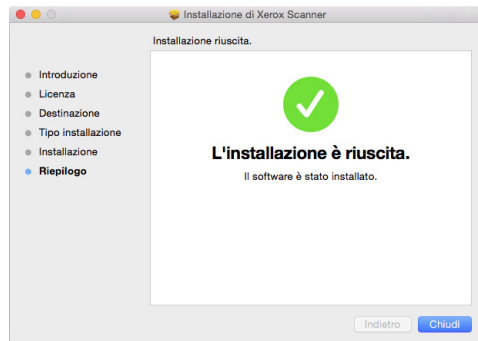 Installazione di Xerox Scanner
Installazione riuscita.
Introduzione
Licenza
Destinazione
Tipo installazione
Installazione
Riepilogo
L'installazione è riuscita.
Il software è stato installato.
Indietro
Chiudi